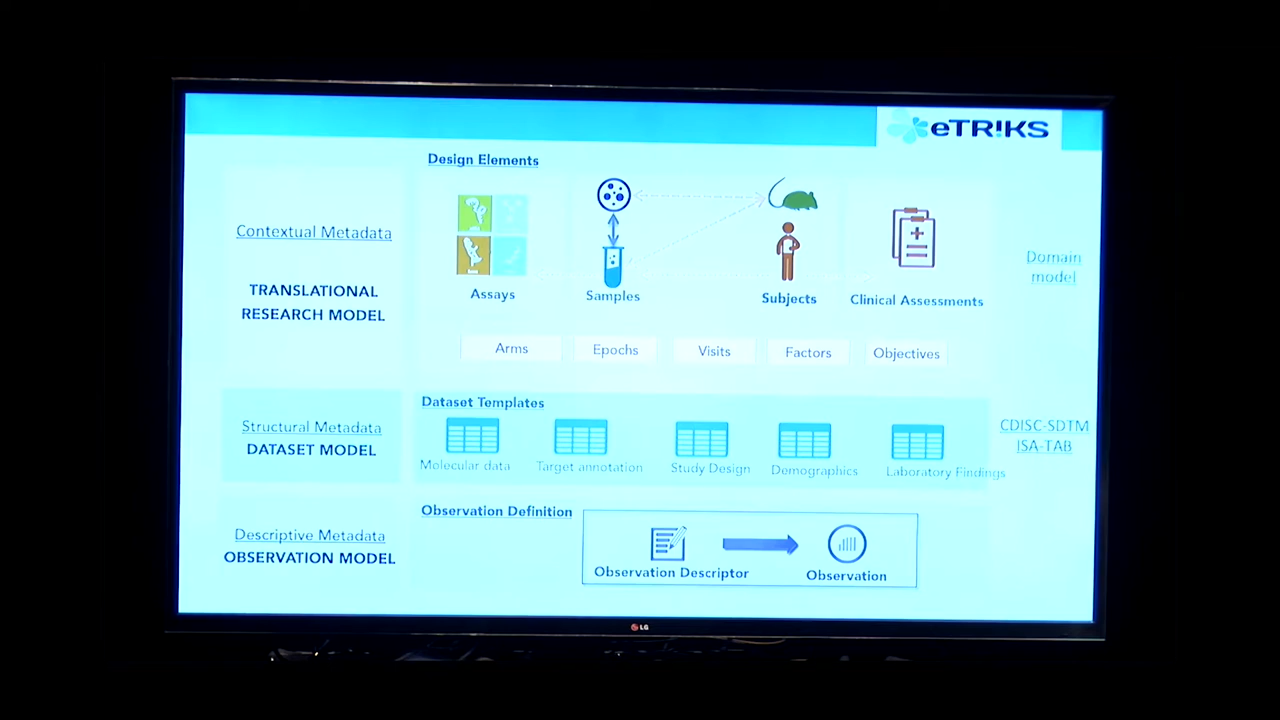 eTR!KS
Design Elements
Contextual Metadata
TRANSLATIONAL
RESEARCH MODEL
Assays
Samples
Subjects
Clinical Assessments
Domain
model
Arms
Epochs
Visits
Factors
Objectives
Structural Metadata
DATASET MODEL
Dataset Templates
Molecular data
Target annotation
Study Design
Demographics
Laboratory Findings
CDISC-SDTM
ISA-TAB
Descriptive Metadata
OBSERVATION MODEL
Observation Definition
Observation Descriptor
Observation
LG